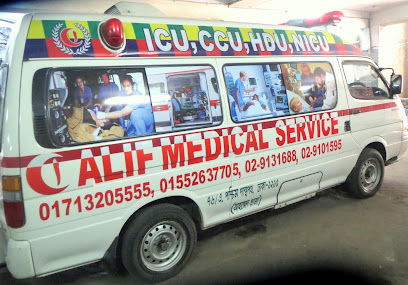 ICU, CCU, HDU, NICU
ALIF MEDICAL SERVICE
01713205555, 01552637705, 02-9131688, 02-9101595